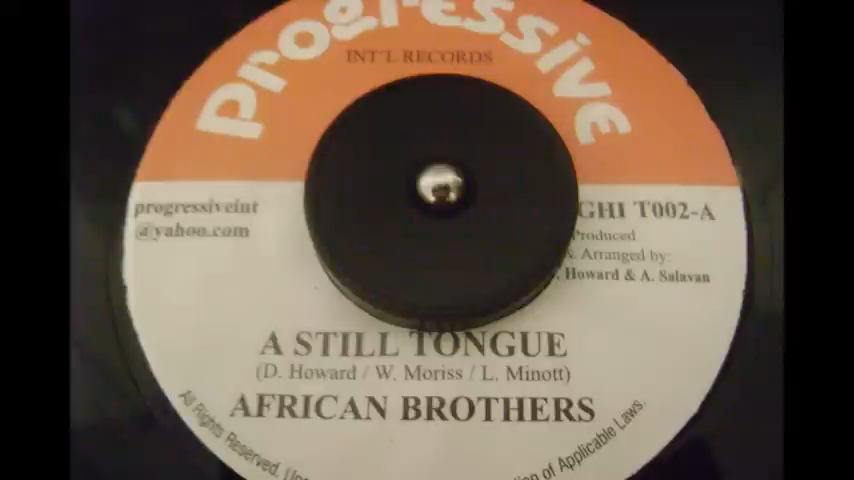 Progressive
INT'L RECORDS
progressiveint
@yahoo.com
GHI T002-A
Produced
& Arranged by:
. Howard & A. Salavan
A STILL TONGUE
(D. Howard / W. Moriss / L. Minott)
AFRICAN BROTHERS
All Rights Reserved.
of Applicable Laws.